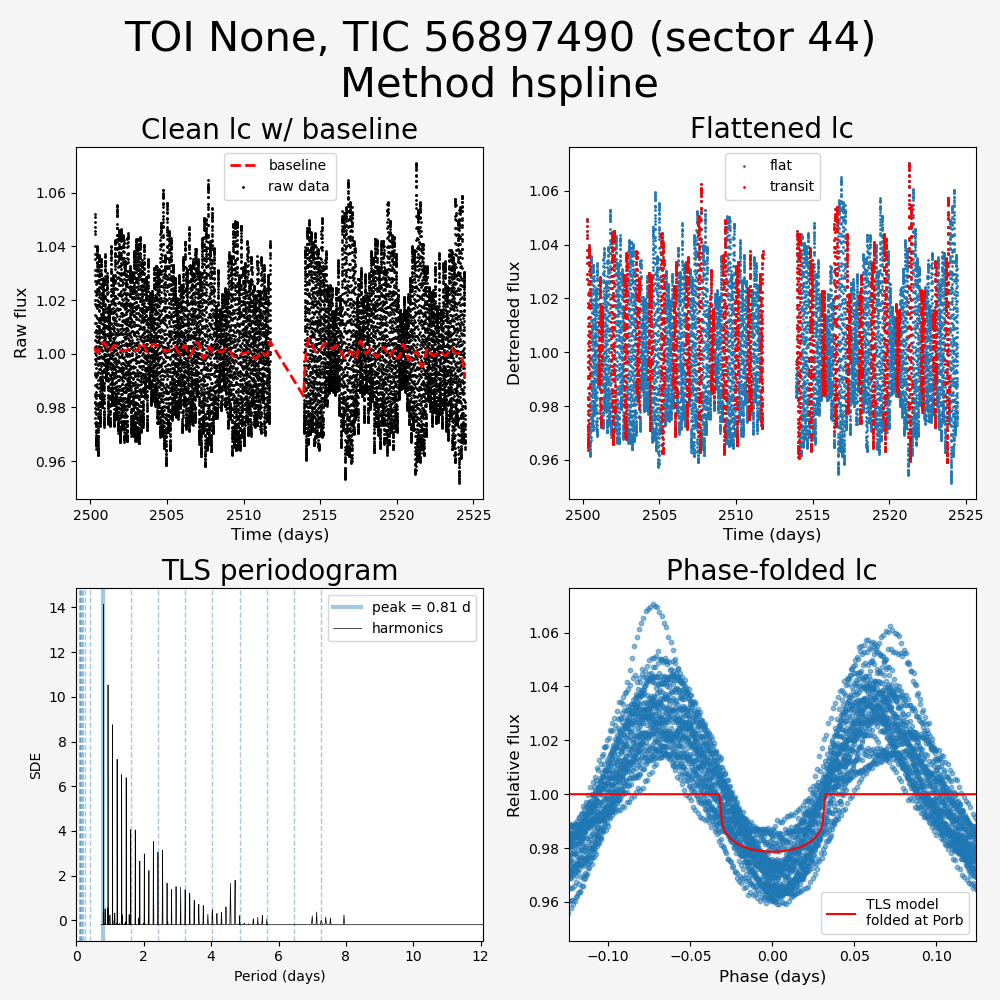 TOI None, TIC 56897490 (sector 44)
Method hspline
Clean lc w/ baseline
baseline
raw data
1.06
1.04
1.02
1.00
0.98
0.96
Raw flux
2500
2505
2510
2515
2520
2525
Time (days)
Flattened lc
flat
transit
1.06
1.04
1.02
1.00
0.98
0.96
Detrended flux
2500
2505
2510
2515
2520
2525
Time (days)
TLS periodogram
peak = 0.81 d
harmonics
14
12
10
8
6
4
2
0
SDE
0
2
4
6
8
10
12
Period (days)
Phase-folded lc
1.06
1.04
1.02
1.00
0.98
0.96
Relative flux
TLS model
folded at Porb
−0.10
−0.05
0.00
0.05
0.10
Phase (days)